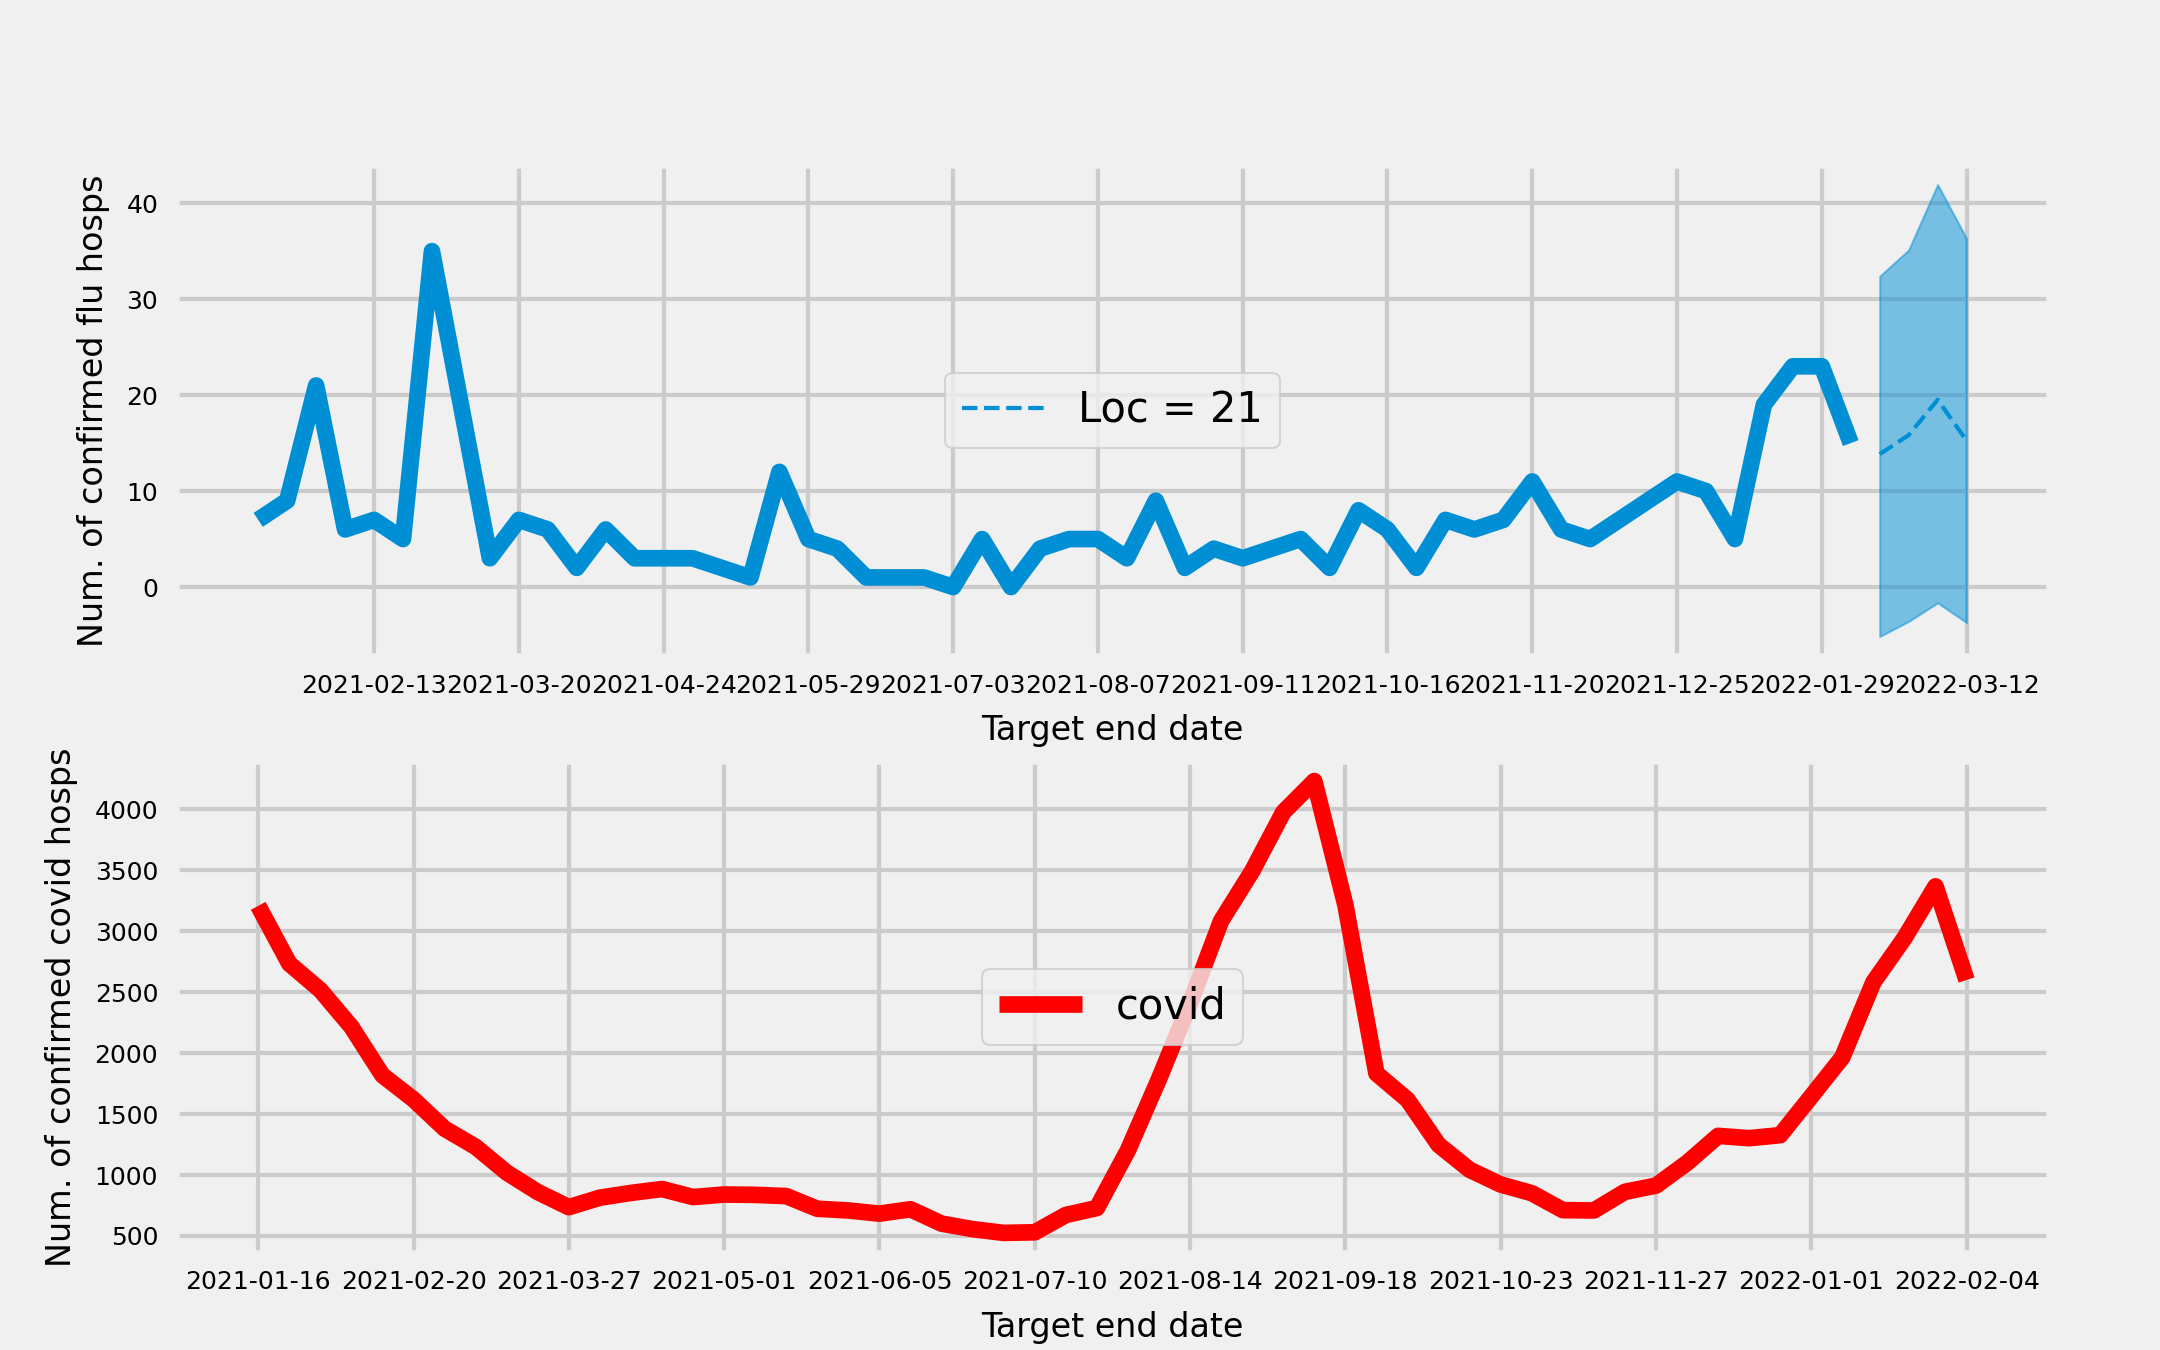 Num. of confirmed flu hosps
40
30
20
10
0
Loc = 21
2021-02-13 2021-03-20 2021-04-24 2021-05-29 2021-07-03 2021-08-07 2021-09-11 2021-10-16 2021-11-20 2021-12-25 2022-01-29 2022-03-12
Target end date
Num. of confirmed covid hosps
4000
3500
3000
2500
2000
1500
1000
500
covid
2021-01-16 2021-02-20 2021-03-27 2021-05-01 2021-06-05 2021-07-10 2021-08-14 2021-09-18 2021-10-23 2021-11-27 2022-01-01 2022-02-04
Target end date